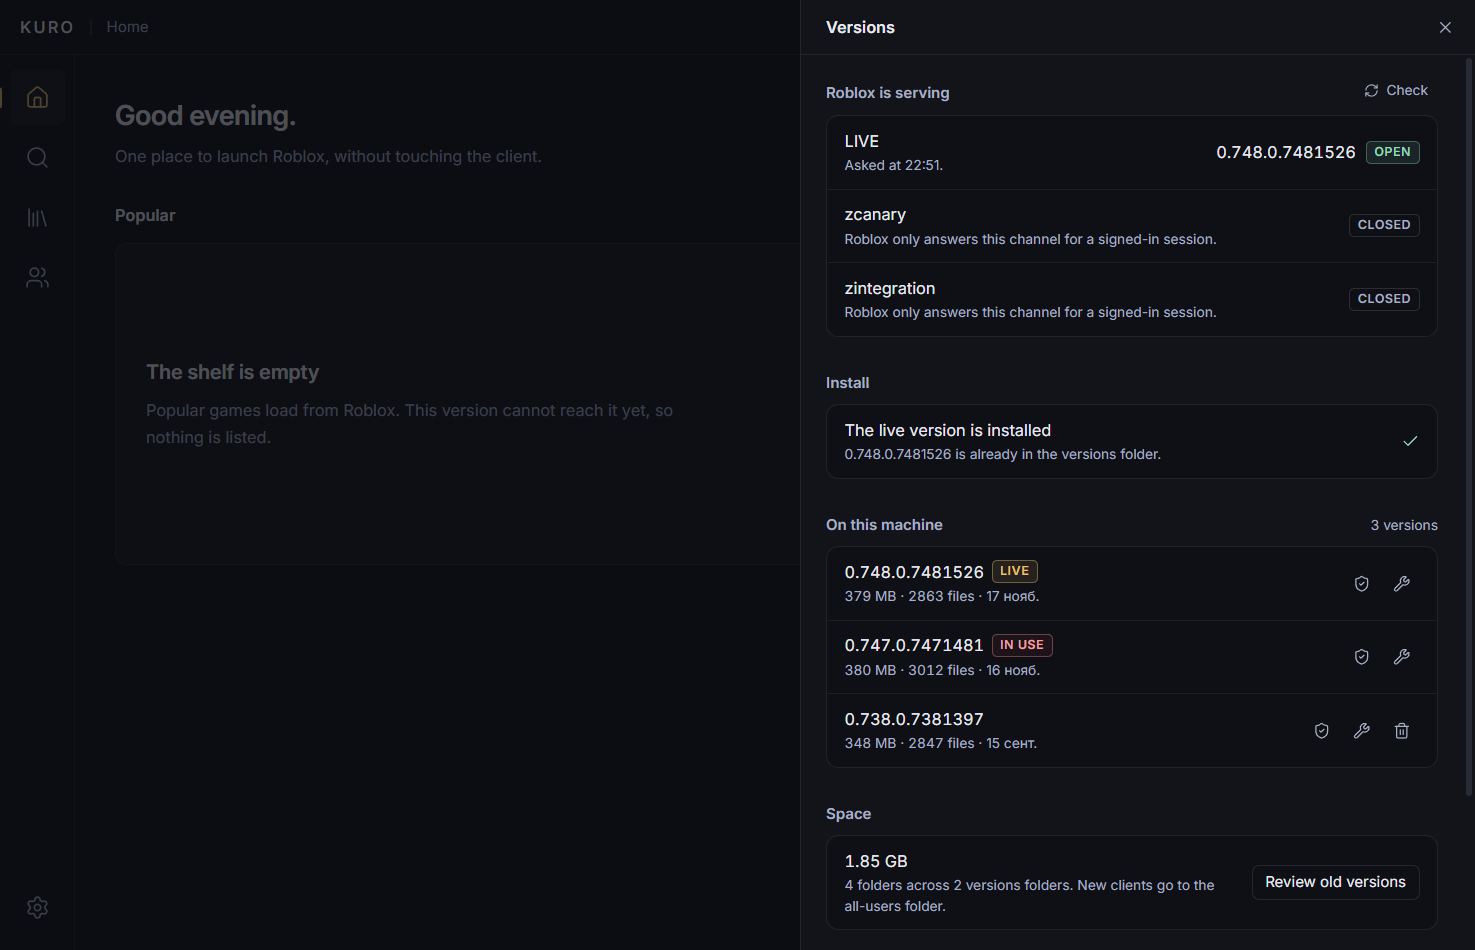 KURO
Home
Good evening.
One place to launch Roblox, without touching the client.
Popular
The shelf is empty
Popular games load from Roblox. This version cannot reach it yet, so
nothing is listed.
Versions
Roblox is serving
Check
LIVE
Asked at 22:51.
0.748.0.7481526
OPEN
zcanary
Roblox only answers this channel for a signed-in session.
CLOSED
zintegration
Roblox only answers this channel for a signed-in session.
CLOSED
Install
The live version is installed
0.748.0.7481526 is already in the versions folder.
On this machine
3 versions
0.748.0.7481526 LIVE
379 MB · 2863 files · 17 нояб.
0.747.0.7471481 IN USE
380 MB · 3012 files · 16 нояб.
0.738.0.7381397
348 MB · 2847 files · 15 сент.
Space
1.85 GB
4 folders across 2 versions folders. New clients go to the
all-users folder.
Review old versions